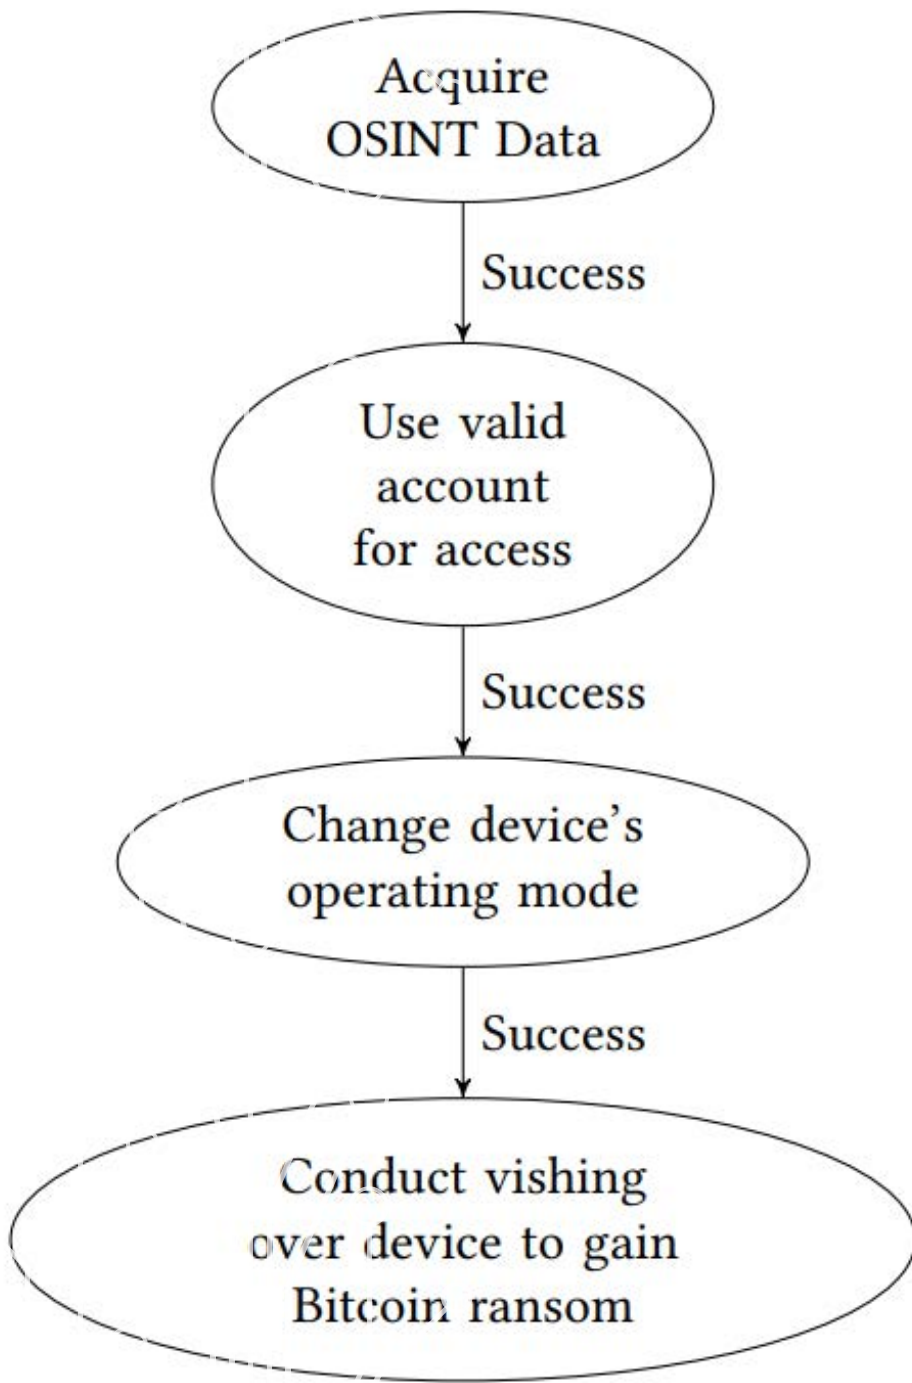 Acquire
OSINT Data
Success
Use valid
account
for access
Success
Change device’s
operating mode
Success
Conduct vishing
over device to gain
Bitcoin ransom